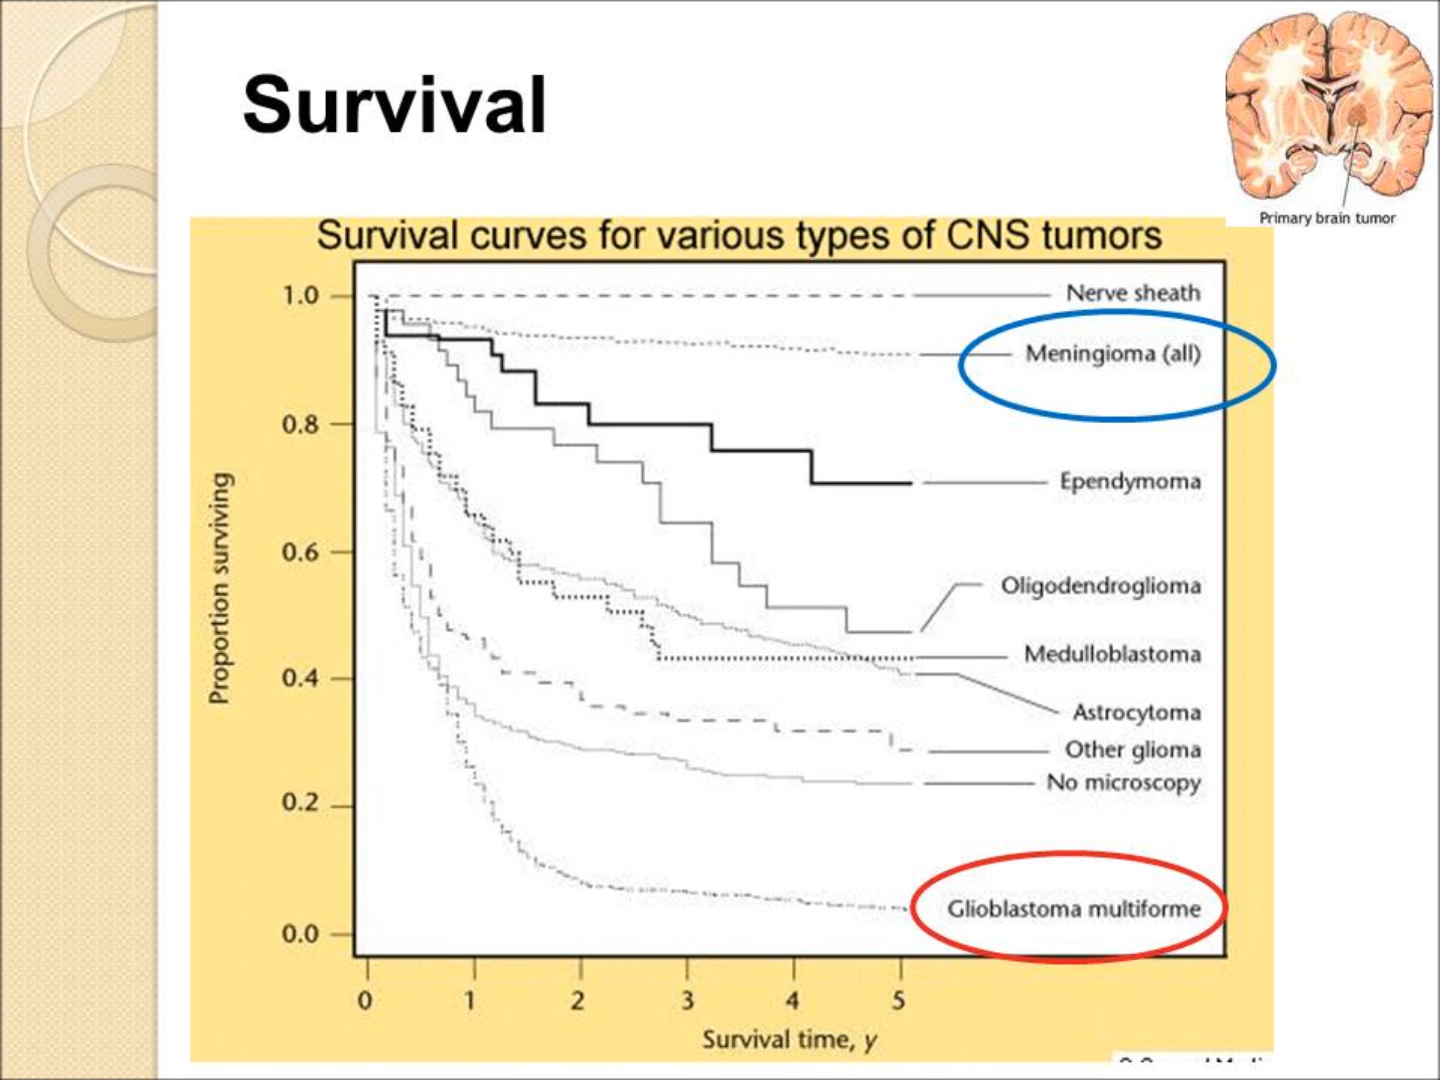 Survival
Primary brain tumor
Survival curves for various types of CNS tumors
1.0
0.8
0.6
0.4
0.2
0.0
Proportion surviving
Nerve sheath
Meningioma (all)
Ependymoma
Oligodendroglioma
Medulloblastoma
Astrocytoma
Other glioma
No microscopy
Glioblastoma multiforme
0 1 2 3 4 5
Survival time, y